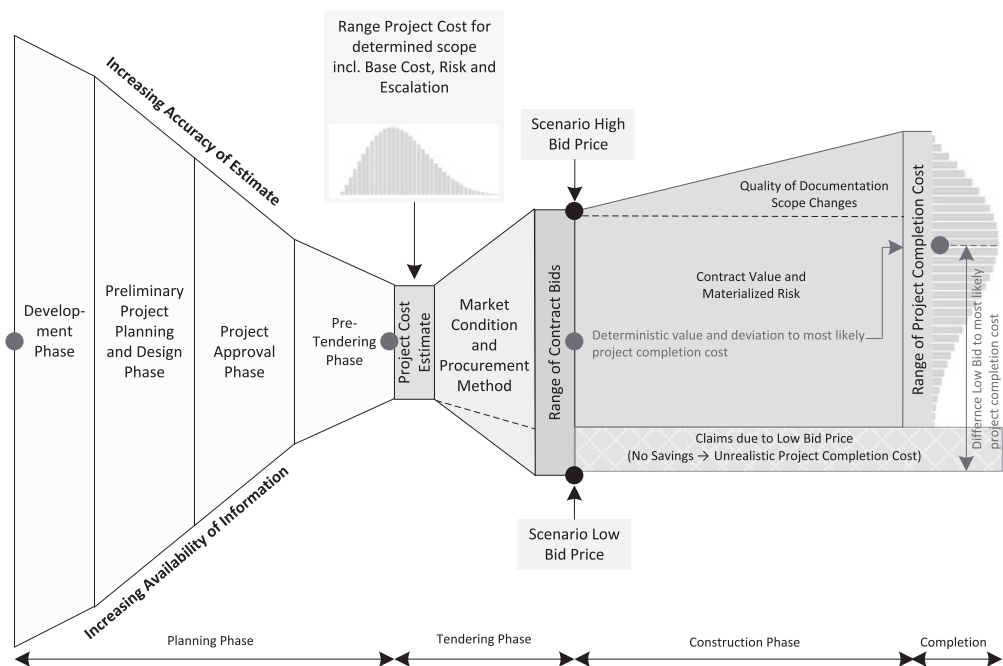 Range Project Cost for
determined scope
incl. Base Cost, Risk and
Escalation
Increasing Accuracy of Estimate
Scenario High
Bid Price
Quality of Documentation
Scope Changes
Develop-
ment
Phase
Preliminary
Project
Planning
and Design
Phase
Project
Approval
Phase
Pre-
Tendering
Phase
Project Cost
Estimate
Market
Condition
and
Procurement
Method
Range of Contract Bids
Contract Value and
Materialized Risk
Deterministic value and deviation to most likely
project completion cost
Range of Project Completion Cost
Differnce Low Bid to most likely
project completion cost
Claims due to Low Bid Price
(No Savings → Unrealistic Project Completion Cost)
Increasing Availability of Information
Scenario Low
Bid Price
Planning Phase
Tendering Phase
Construction Phase
Completion